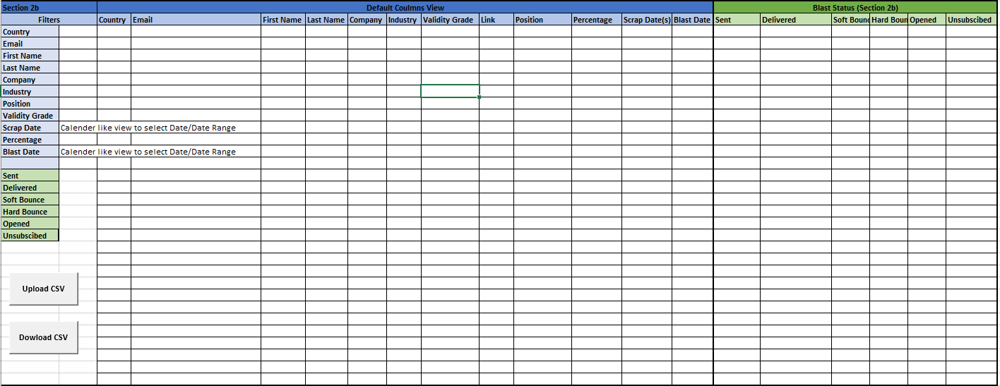 Section 2b Default Coulmns View Blast Status (Section 2b)
Filters Country Email First Name Last Name Company Industry Validity Grade Link Position Percentage Scrap Date(s) Blast Date Sent Delivered Soft Bound Hard Boun Opened Unsubscibed
Country
Email
First Name
Last Name
Company
Industry
Position
Validity Grade
Scrap Date Calender like view to select Date/Date Range
Percentage
Blast Date Calender like view to select Date/Date Range
Sent
Delivered
Soft Bounce
Hard Bounce
Opened
Unsubscibed
Upload CSV
Dowload CSV